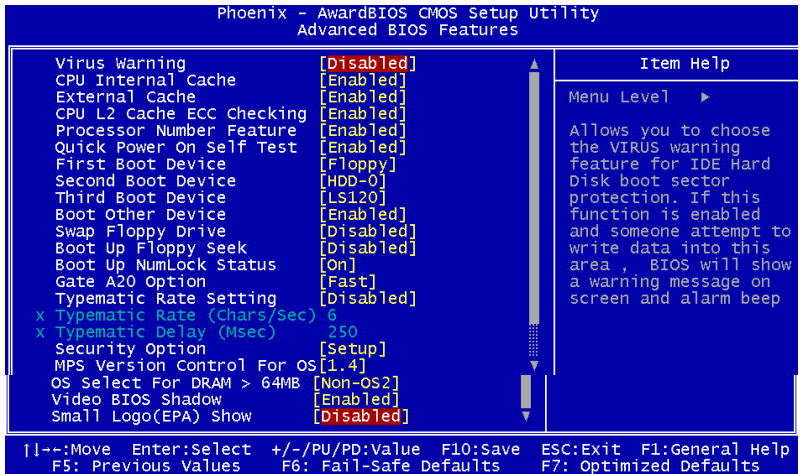 Phoenix - AwardBIOS CMOS Setup Utility
Advanced BIOS Features
Virus Warning [Disabled]
CPU Internal Cache [Enabled]
External Cache [Enabled]
CPU L2 Cache ECC Checking [Enabled]
Processor Number Feature [Enabled]
Quick Power On Self Test [Enabled]
First Boot Device [Floppy]
Second Boot Device [HDD-0]
Third Boot Device [LS120]
Boot Other Device [Enabled]
Swap Floppy Drive [Disabled]
Boot Up Floppy Seek [Disabled]
Boot Up NumLock Status [On]
Gate A20 Option [Fast]
Typematic Rate Setting [Disabled]
x Typematic Rate (Chars/Sec) 6
x Typematic Delay (Msec) 250
Security Option [Setup]
MPS Version Control For OS[1.4]
OS Select For DRAM > 64MB [Non-OS2]
Video BIOS Shadow [Enabled]
Small Logo(EPA) Show [Disabled]
Item Help
Menu Level ▶
Allows you to choose
the VIRUS warning
feature for IDE Hard
Disk boot sector
protection. If this
function is enabled
and someone attempt to
write data into this
area , BIOS will show
a warning message on
screen and alarm beep
↑↓→←:Move Enter:Select +/-/PU/PD:Value F10:Save ESC:Exit F1:General Help
F5: Previous Values F6: Fail-Safe Defaults F7: Optimized Defaults